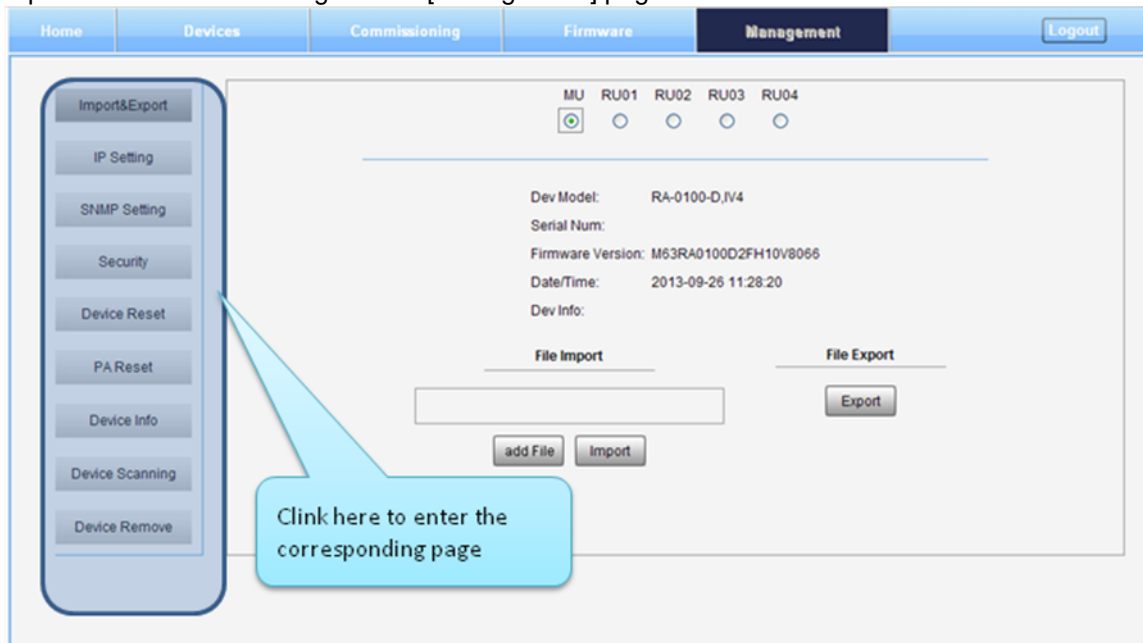 Home Devices Commissioning Firmware Management Logout
Import&Export
IP Setting
SNMP Setting
Security
Device Reset
PA Reset
Device Info
Device Scanning
Device Remove
MU RU01 RU02 RU03 RU04
Dev Model: RA-0100-D,IV4
Serial Num:
Firmware Version: M63RA0100D2FH10V8066
Date/Time: 2013-09-26 11:28:20
Dev Info:
File Import File Export
Export
add File Import
Clink here to enter the
corresponding page